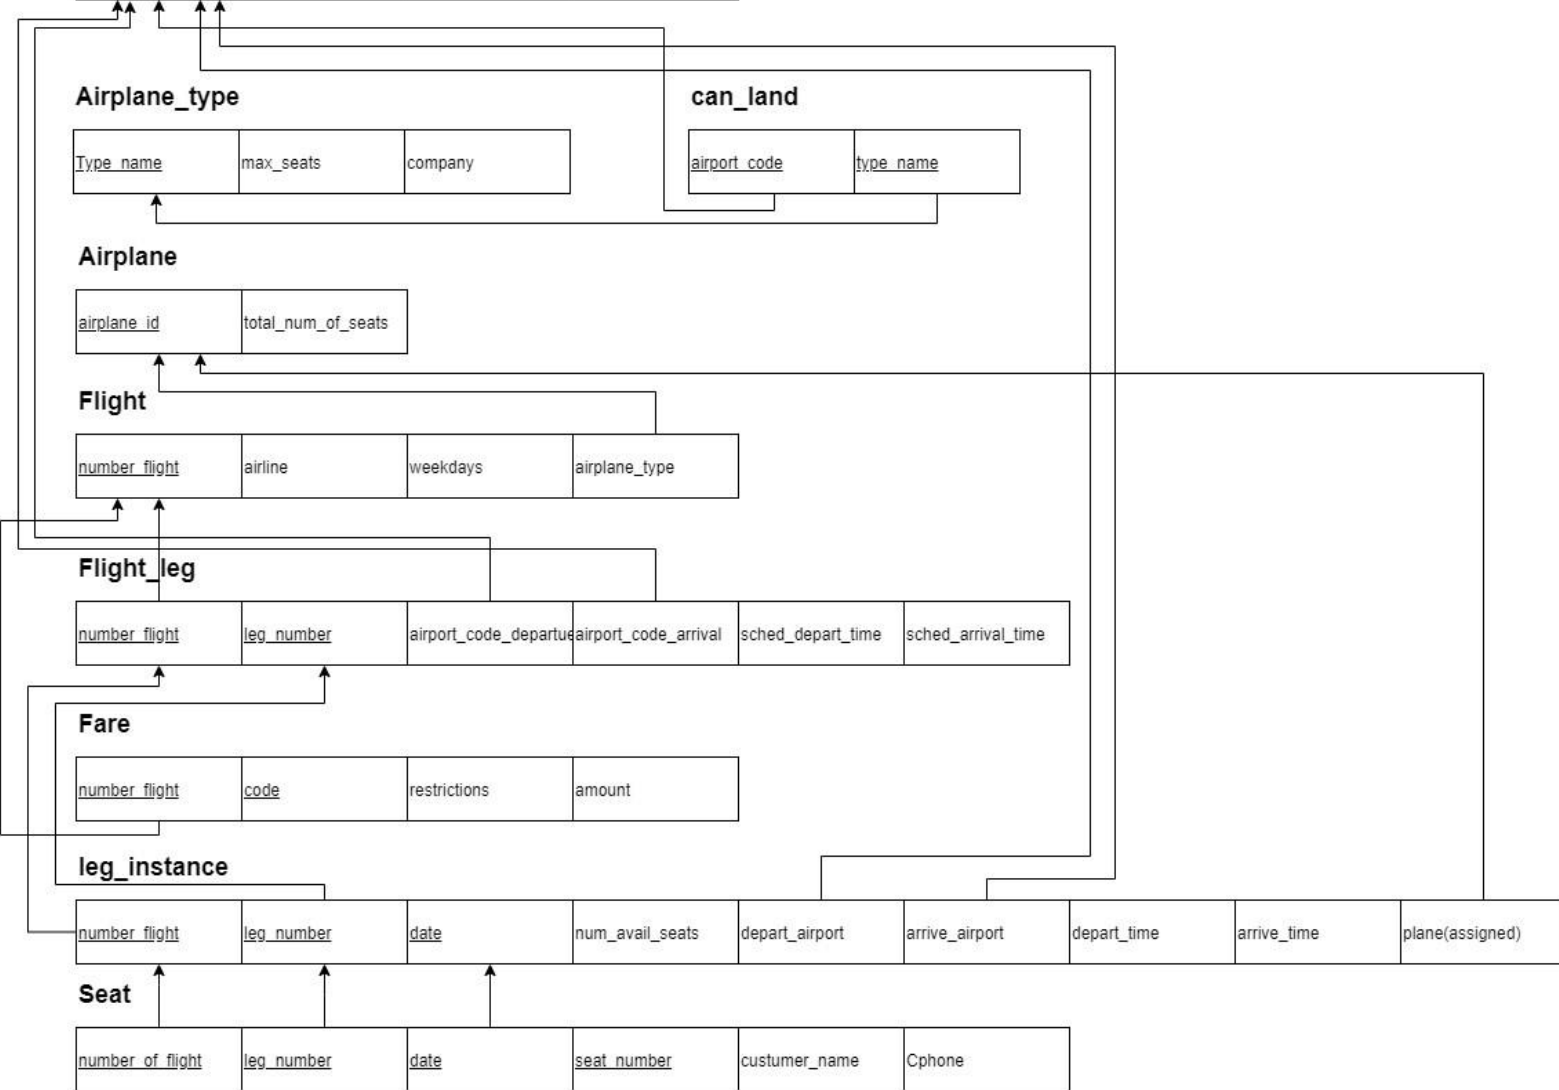 Airplane_type can_land
Type_name max_seats company airport_code type_name
Airplane
airplane_id total_num_of_seats
Flight
number_flight airline weekdays airplane_type
Flight_leg
number_flight leg_number airport_code_departue airport_code_arrival sched_depart_time sched_arrival_time
Fare
number_flight code restrictions amount
leg_instance
number_flight leg_number date num_avail_seats depart_airport arrive_airport depart_time arrive_time plane(assigned)
Seat
number_of_flight leg_number date seat_number custumer_name Cphone